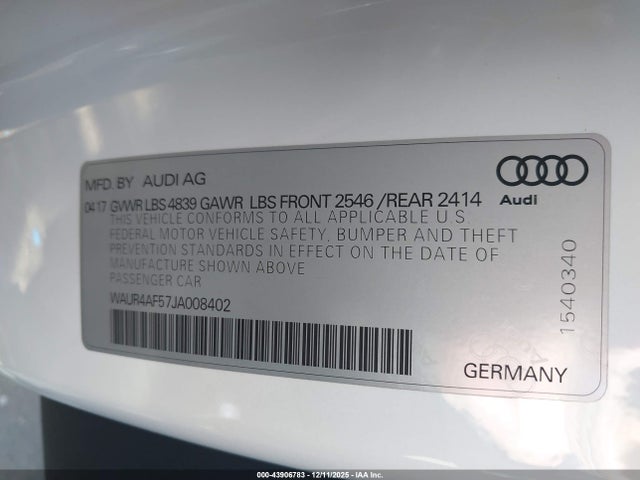 MFD. BY AUDI AG
04 17 GVWR LBS 4839 GAWR LBS FRONT 2546 /REAR 2414
THIS VEHICLE CONFORMS TO ALL APPLICABLE U.S.
FEDERAL MOTOR VEHICLE SAFETY, BUMPER AND THEFT
PREVENTION STANDARDS IN EFFECT ON THE DATE OF
MANUFACTURE SHOWN ABOVE
PASSENGER CAR
WAUR4AF57JA008402
Audi
1540340
GERMANY
000-43906783 - 12/11/2025 - IAA Inc.